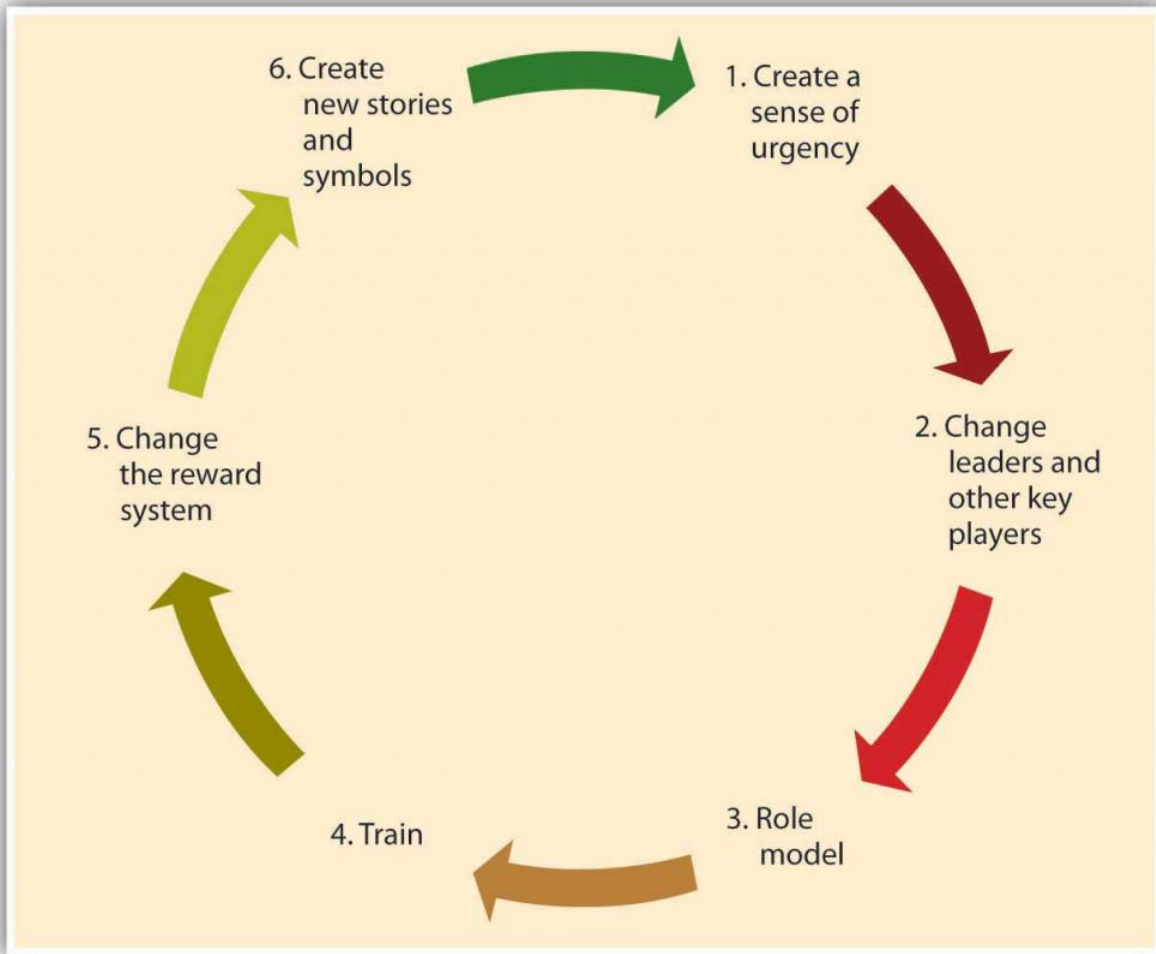 1. Create a
sense of
urgency
2. Change
leaders and
other key
players
3. Role
model
4. Train
5. Change
the reward
system
6. Create
new stories
and
symbols